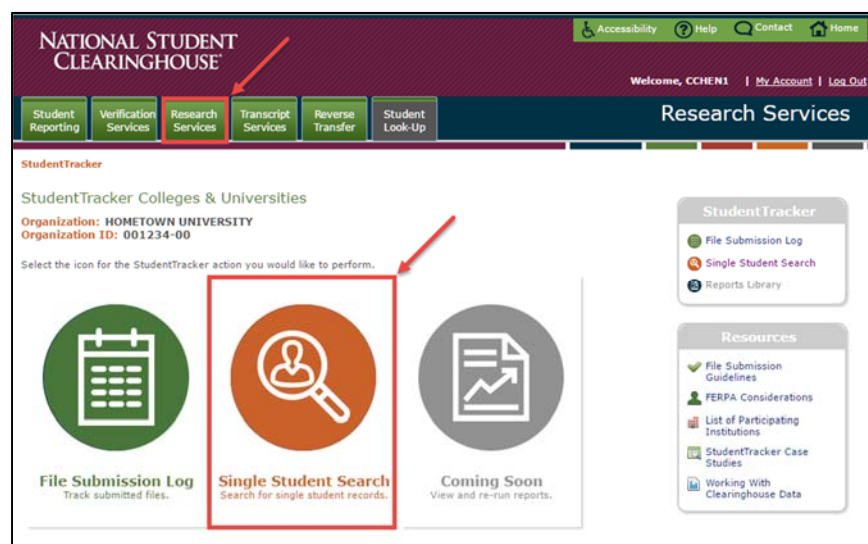 NATIONAL STUDENT
CLEARINGHOUSE®
Accessibility Help Contact Home
Welcome, CCHEN1 | My Account | Log Out
Student Reporting
Verification Services
Research Services
Transcript Services
Reverse Transfer
Student Look-Up
Research Services
StudentTracker
StudentTracker Colleges & Universities
Organization: HOMETOWN UNIVERSITY
Organization ID: 001234-00
Select the icon for the StudentTracker action you would like to perform.
File Submission Log
Track submitted files.
Single Student Search
Search for single student records.
Coming Soon
View and re-run reports.
StudentTracker
File Submission Log
Single Student Search
Reports Library
Resources
File Submission
Guidelines
FERPA Considerations
List of Participating
Institutions
StudentTracker Case
Studies
Working With
Clearinghouse Data